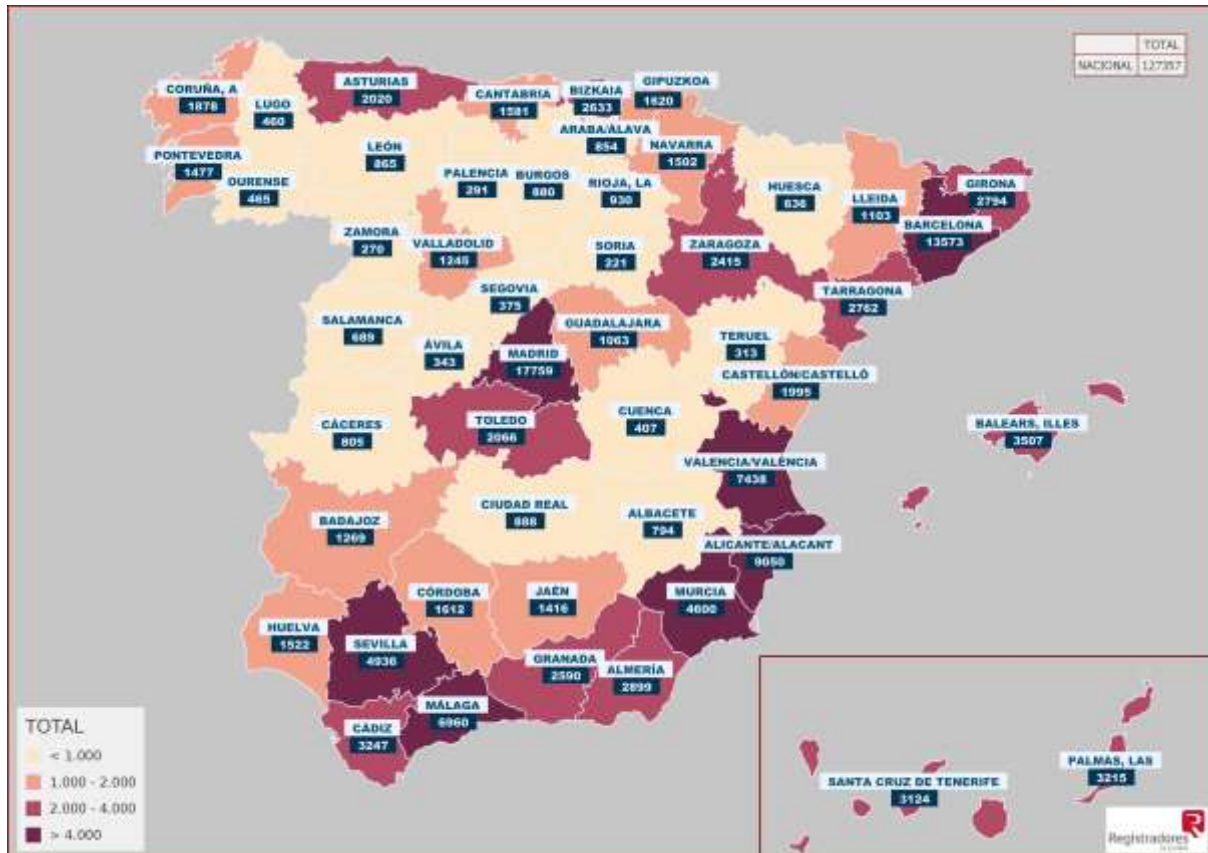 TOTAL
NACIONAL 127357
CORUÑA, A
1878
LUGO
460
ASTURIAS
2020
CANTABRIA
1581
BIZKAIA
2633
GIPUZKOA
1620
ARABA/ÁLAVA
854
NAVARRA
1502
PONTEVEDRA
1477
OURENSE
465
LEÓN
865
PALENCIA
291
BURGOS
880
RIOJA, LA
930
HUESCA
636
LLEIDA
1103
GIRONA
2794
BARCELONA
13573
ZAMORA
270
VALLADOLID
1245
SORIA
221
ZARAGOZA
2415
TARRAGONA
2762
SEGOVIA
375
SALAMANCA
689
ÁVILA
343
MADRID
17759
GUADALAJARA
1063
TERUEL
313
CASTELLÓN/CASTELLÓ
1995
CÁCERES
805
TOLEDO
2066
CUENCA
407
BALEARS, ILLES
3507
VALENCIA/VALÈNCIA
7438
BADAJOZ
1269
CIUDAD REAL
888
ALBACETE
794
ALICANTE/ALACANT
9050
CÓRDOBA
1612
JAÉN
1416
MURCIA
4600
HUELVA
1522
SEVILLA
4936
GRANADA
2590
ALMERÍA
2899
MÁLAGA
6960
CÁDIZ
3247
TOTAL
< 1.000
1.000 - 2.000
2.000 - 4.000
> 4.000
SANTA CRUZ DE TENERIFE
3124
PALMAS, LAS
3215
Registradores